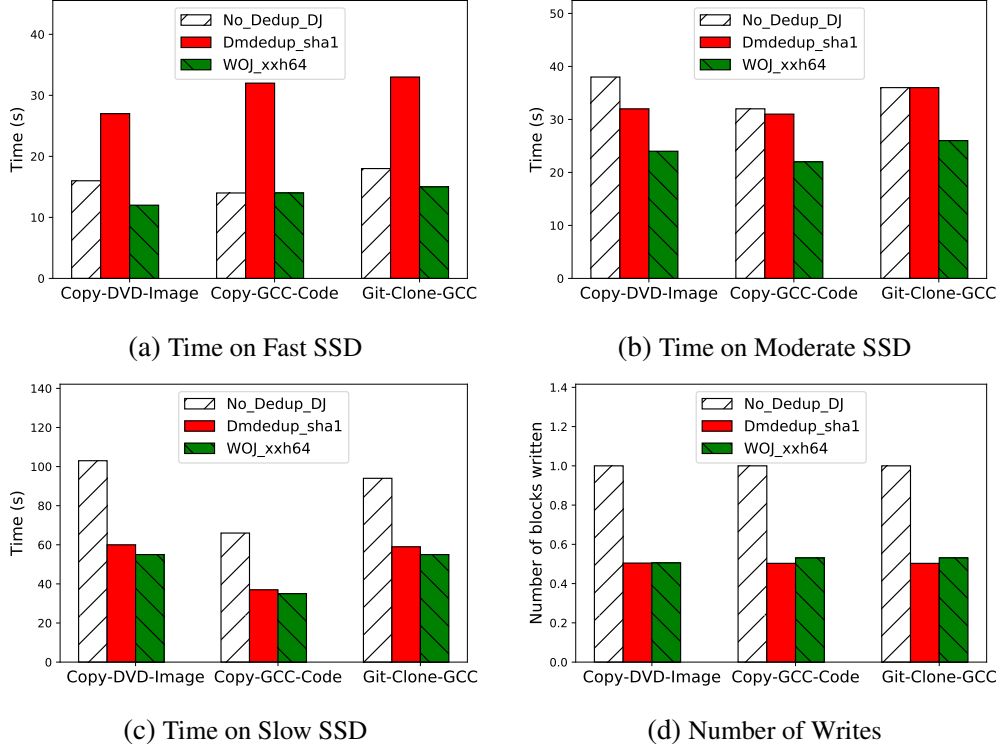 No_Dedup_DJ
Dmdedup_sha1
WOJ_xxh64
Time (s)
40
30
20
10
0
Copy-DVD-Image Copy-GCC-Code Git-Clone-GCC
(a) Time on Fast SSD
No_Dedup_DJ
Dmdedup_sha1
WOJ_xxh64
Time (s)
50
40
30
20
10
0
Copy-DVD-Image Copy-GCC-Code Git-Clone-GCC
(b) Time on Moderate SSD
No_Dedup_DJ
Dmdedup_sha1
WOJ_xxh64
Time (s)
140
120
100
80
60
40
20
0
Copy-DVD-Image Copy-GCC-Code Git-Clone-GCC
(c) Time on Slow SSD
No_Dedup_DJ
Dmdedup_sha1
WOJ_xxh64
Number of blocks written
1.4
1.2
1.0
0.8
0.6
0.4
0.2
0.0
Copy-DVD-Image Copy-GCC-Code Git-Clone-GCC
(d) Number of Writes